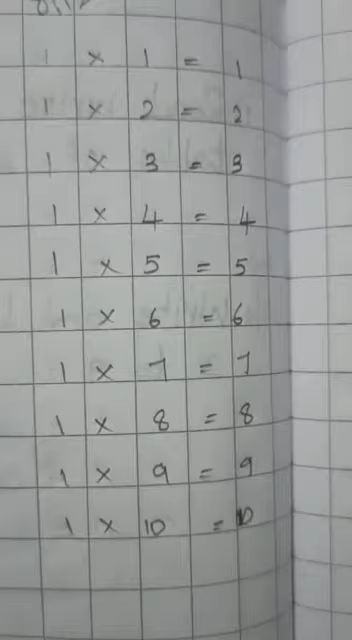 1 × 1 = 1
1 × 2 = 2
1 × 3 = 3
1 × 4 = 4
1 × 5 = 5
1 × 6 = 6
1 × 7 = 7
1 × 8 = 8
1 × 9 = 9
1 × 10 = 10